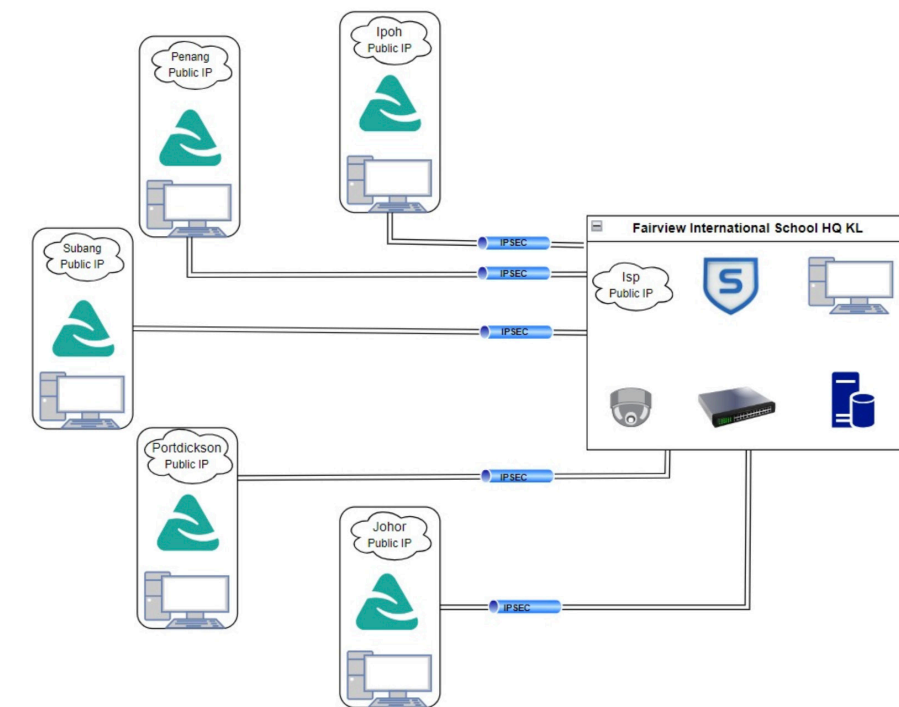 Ipoh
Public IP
Penang
Public IP
Fairview International School HQ KL
IPSEC
Subang
Public IP
IPSEC
Isp
Public IP
S
IPSEC
Portdickson
Public IP
IPSEC
Johor
Public IP
IPSEC